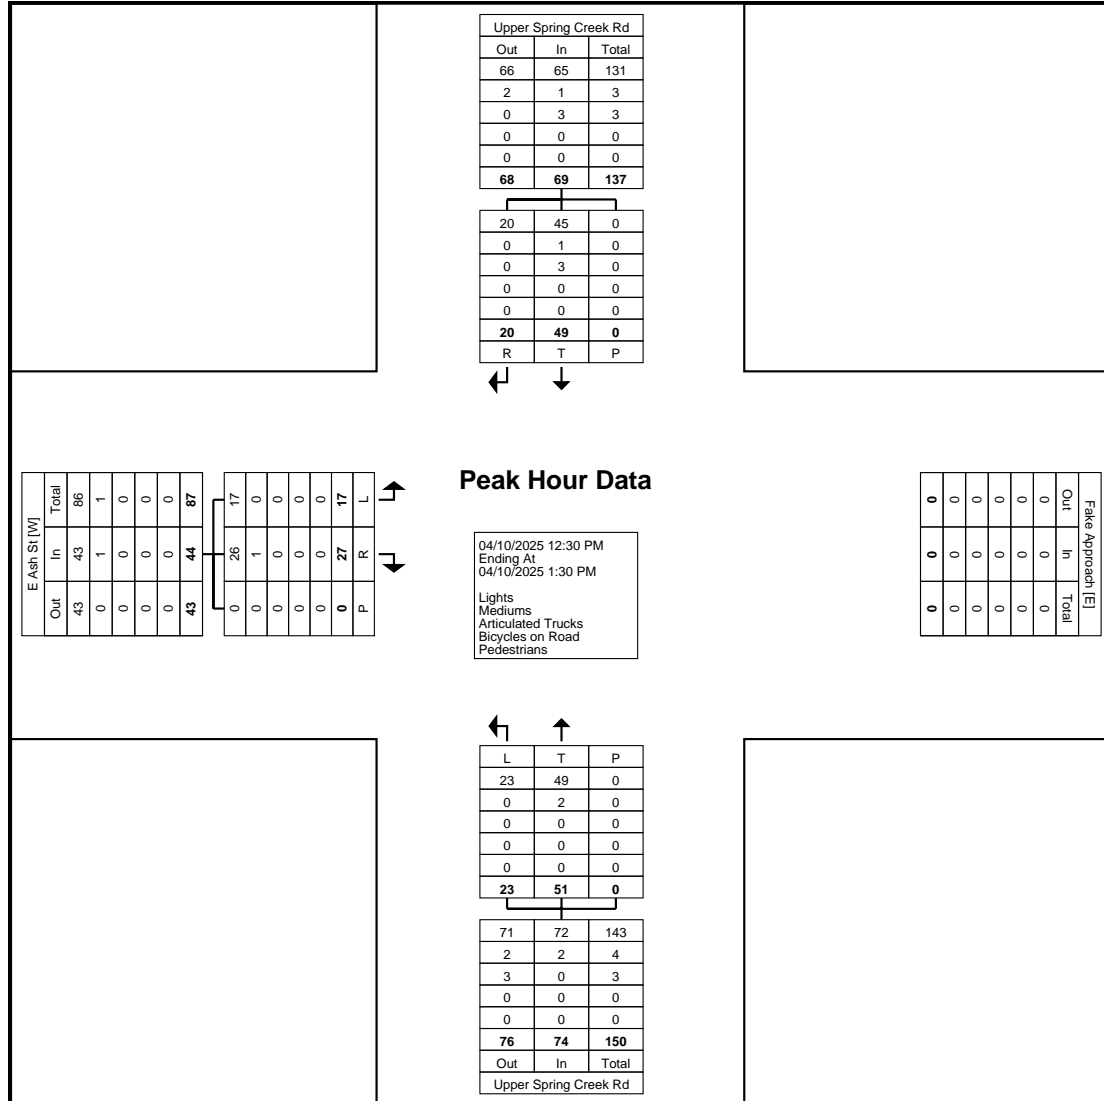 Upper Spring Creek Rd
Out In Total
66 65 131
2 1 3
0 3 3
0 0 0
0 0 0
68 69 137
20 45 0
0 1 0
0 3 0
0 0 0
0 0 0
20 49 0
R T P
E Ash St [W]
Out In Total
43 43 86
0 1 1
0 0 0
0 0 0
0 0 0
43 44 87
0 26 17
0 1 0
0 0 0
0 0 0
0 0 0
0 27 17
P R L
Peak Hour Data
04/10/2025 12:30 PM
Ending At
04/10/2025 1:30 PM
Lights
Mediums
Articulated Trucks
Bicycles on Road
Pedestrians
Fake Approach [E]
Out In Total
0 0 0
0 0 0
0 0 0
0 0 0
0 0 0
0 0 0
L T P
23 49 0
0 2 0
0 0 0
0 0 0
0 0 0
23 51 0
71 72 143
2 2 4
3 0 3
0 0 0
0 0 0
76 74 150
Out In Total
Upper Spring Creek Rd